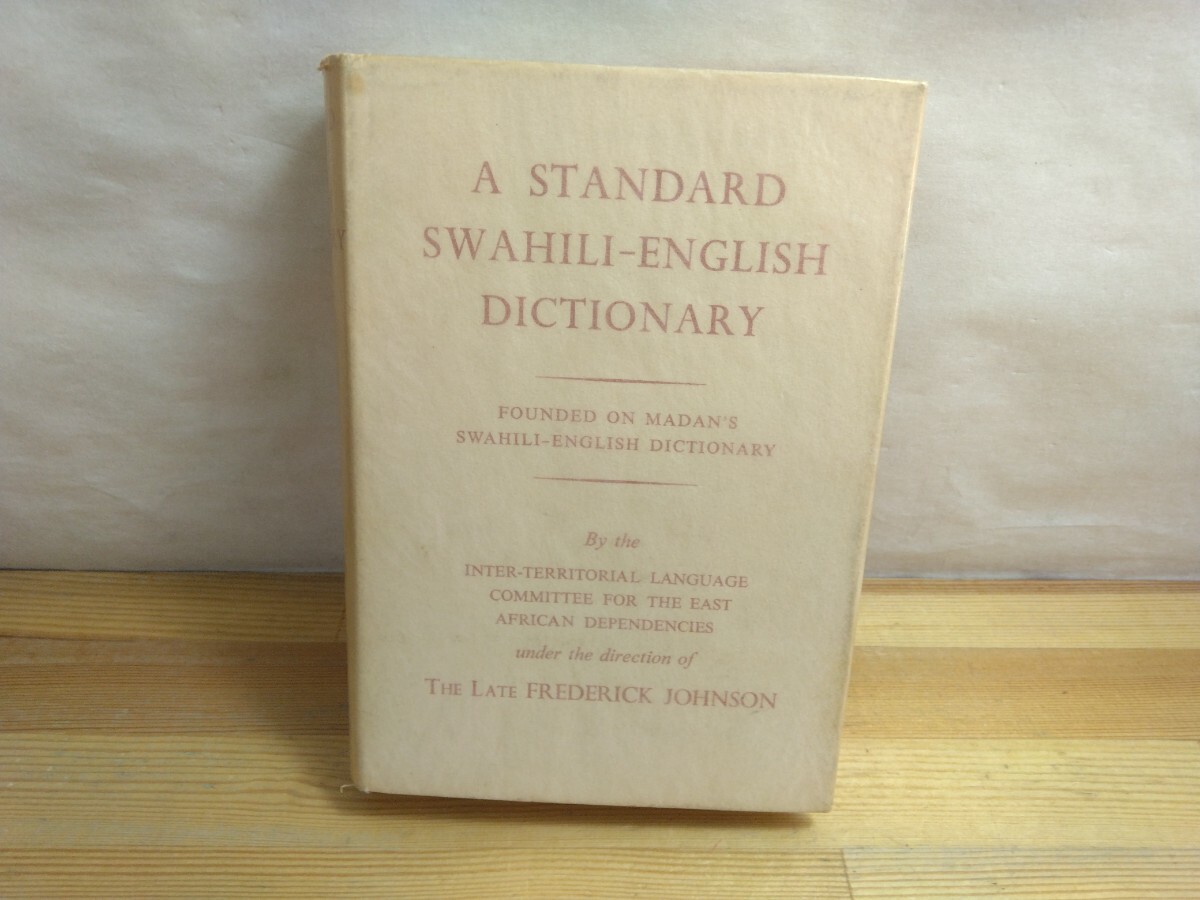 A STANDARD
SWAHILI-ENGLISH
DICTIONARY
FOUNDED ON MADAN'S
SWAHILI-ENGLISH DICTIONARY
By the
INTER-TERRITORIAL LANGUAGE
COMMITTEE FOR THE EAST
AFRICAN DEPENDENCIES
under the direction of
THE LATE FREDERICK JOHNSON